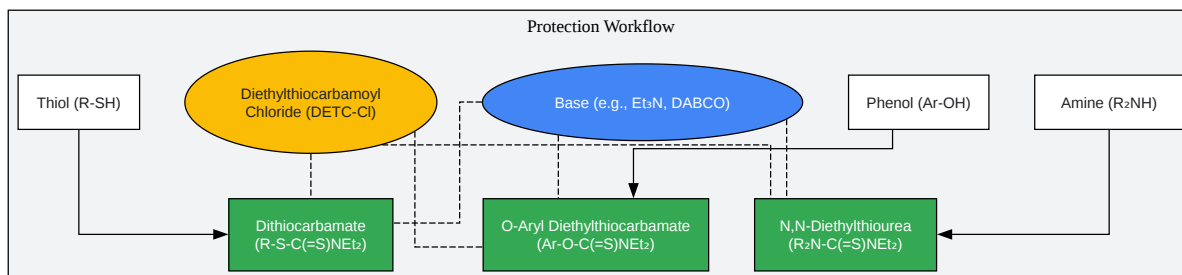 Protection Workflow
Thiol (R-SH)
Diethylthiocarbamoyl
Chloride (DETC-Cl)
Base (e.g., Et₃N, DABCO)
Phenol (Ar-OH)
Amine (R₂NH)
Dithiocarbamate
(R-S-C(=S)NEt₂)
O-Aryl Diethylthiocarbamate
(Ar-O-C(=S)NEt₂)
N,N-Diethylthiourea
(R₂N-C(=S)NEt₂)